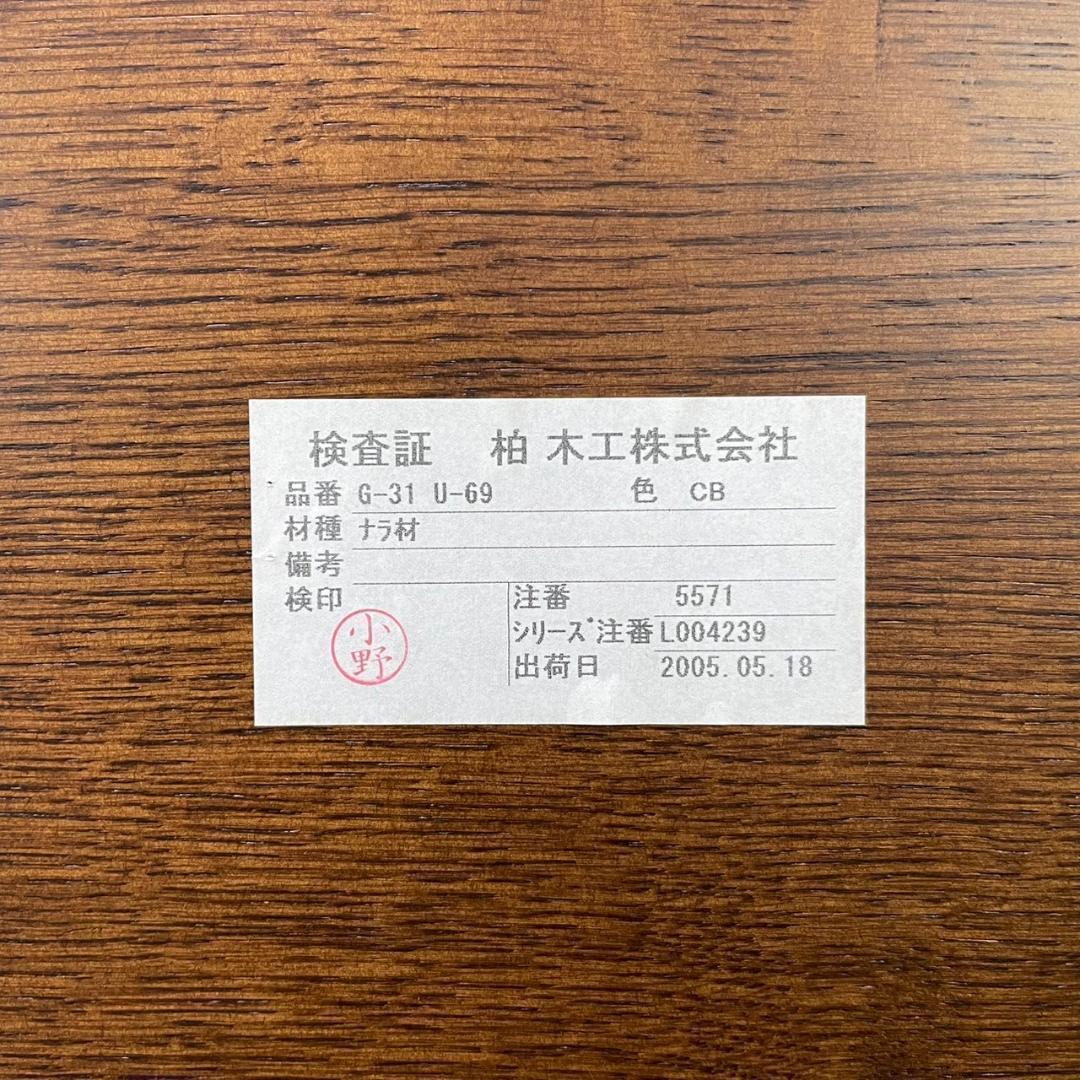 検査証 柏木工株式会社
品番 G-31 U-69 色 CB
材種 ナラ材
備考
検印 注番 5571
小野
シリーズ注番 L004239
出荷日 2005.05.18